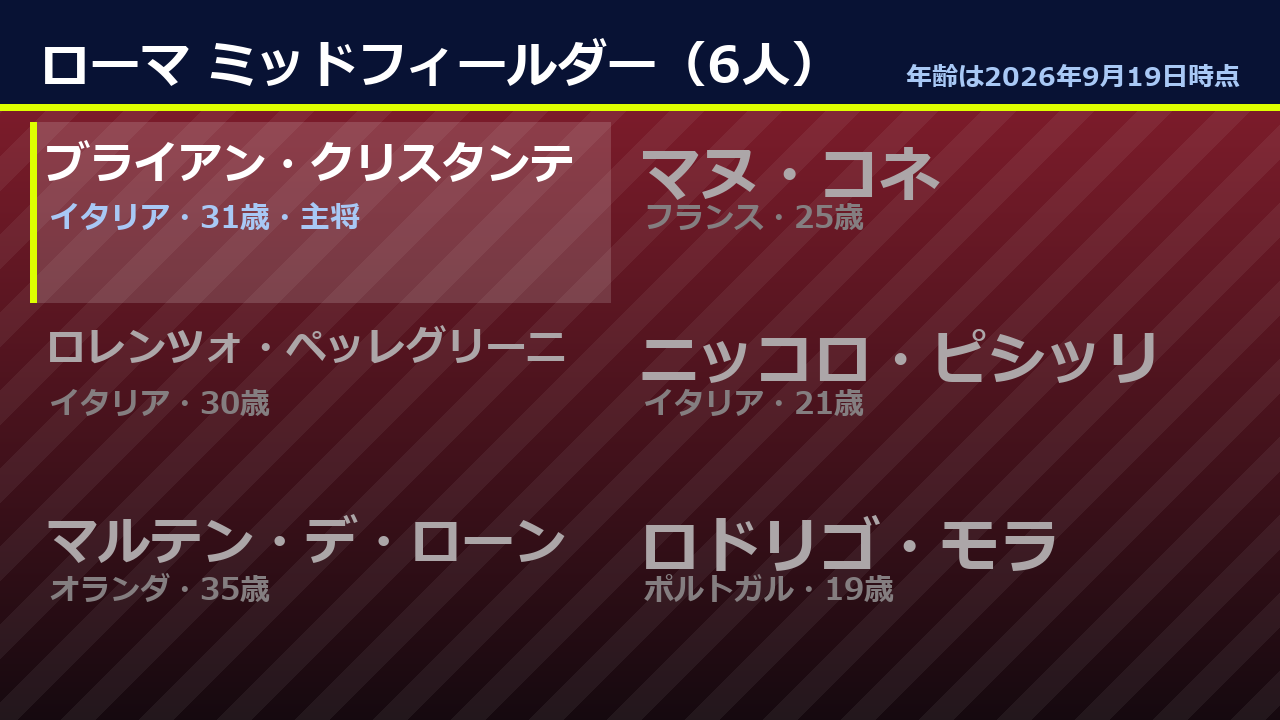 ローマ ミッドフィールダー（6人）
年齢は2026年9月19日時点
ブライアン・クリスタンテ
イタリア・31歳・主将
マヌ・コネ
フランス・25歳
ロレンツォ・ペッレグリーニ
イタリア・30歳
ニッコロ・ピシッリ
イタリア・21歳
マルテン・デ・ローン
オランダ・35歳
ロドリゴ・モラ
ポルトガル・19歳